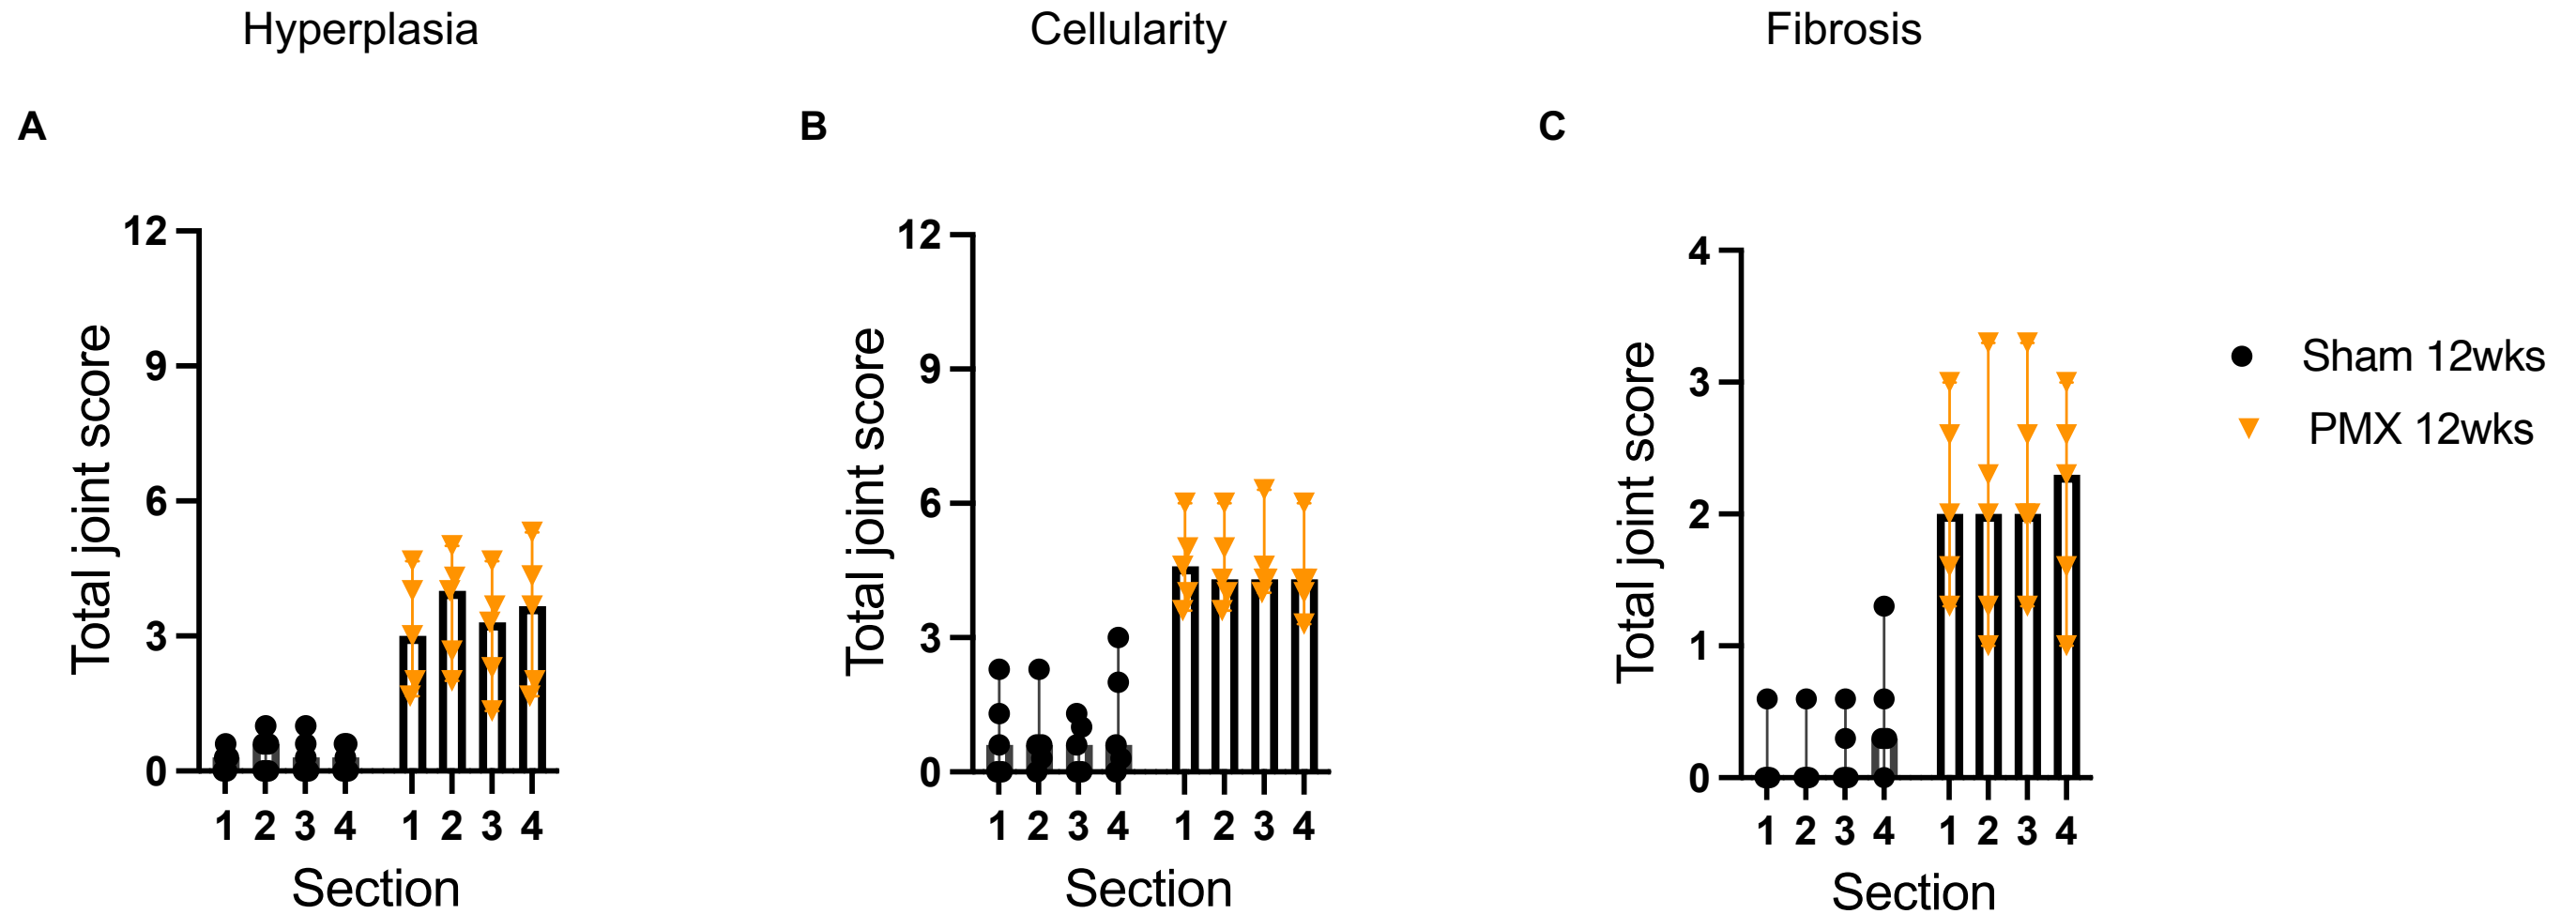 Hyperplasia
Cellularity
Fibrosis
A
B
C
Total joint score
12
9
6
3
0
1 2 3 4 1 2 3 4
Section
Total joint score
12
9
6
3
0
1 2 3 4 1 2 3 4
Section
Total joint score
4
3
2
1
0
1 2 3 4 1 2 3 4
Section
Sham 12wks
PMX 12wks